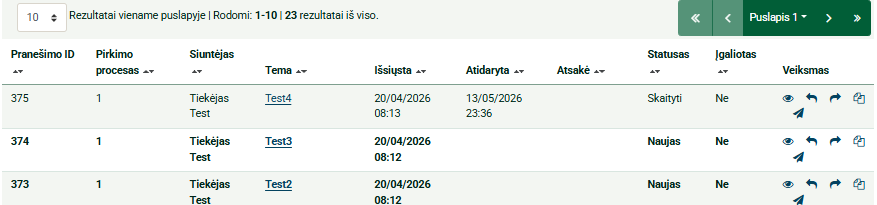 10 Rezultatai viename puslapyje | Rodomi: 1-10 | 23 rezultatai iš viso. « ‹ Puslapis 1 › »
Pranešimo ID Pirkimo procesas Siuntėjas Tema Išsiųsta Atidaryta Atsakė Statusas Įgaliotas Veiksmas
375 1 Tiekėjas Test4 20/04/2026 13/05/2026 Skaityti Ne
Test 08:13 23:36
374 1 Tiekėjas Test3 20/04/2026 Naujas Ne
Test 08:12
373 1 Tiekėjas Test2 20/04/2026 Naujas Ne
Test 08:12